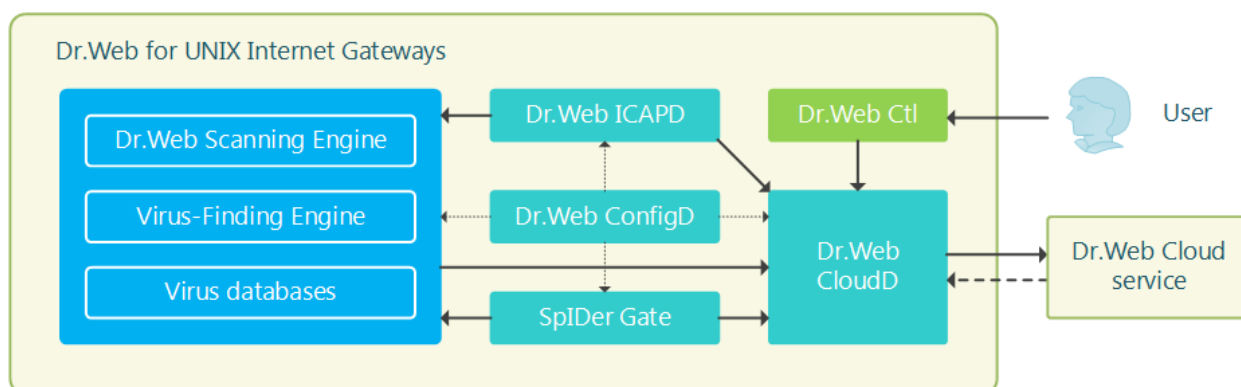 Dr.Web for UNIX Internet Gateways
Dr.Web Scanning Engine
Virus-Finding Engine
Virus databases
Dr.Web ICAPD
Dr.Web ConfigD
SpIDer Gate
Dr.Web Ctl
Dr.Web
CloudD
User
Dr.Web Cloud
service